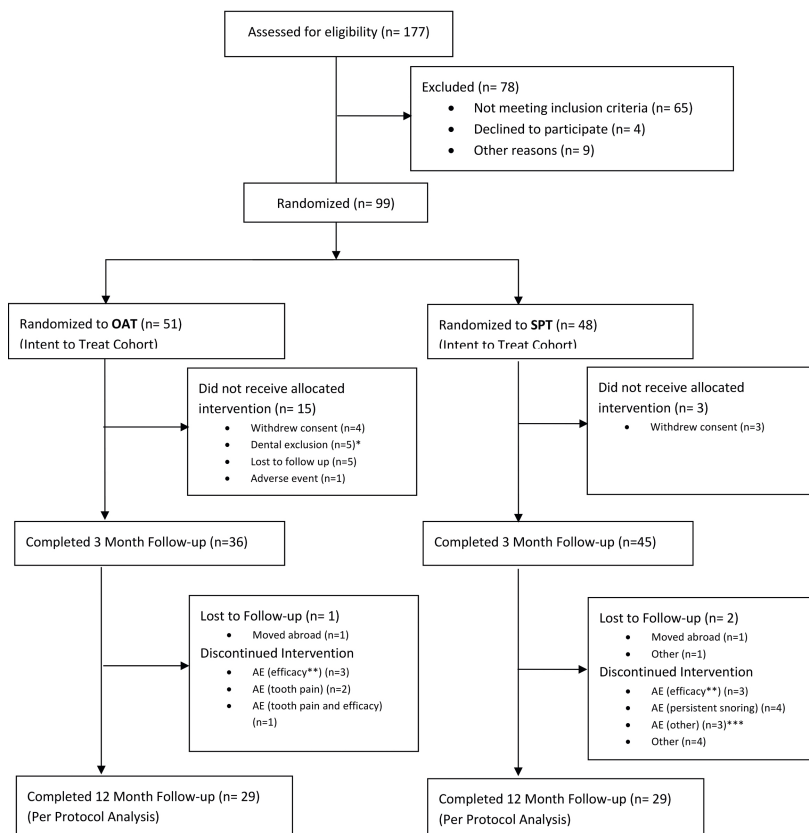 Assessed for eligibility (n= 177)
Excluded (n= 78)
• Not meeting inclusion criteria (n= 65)
• Declined to participate (n= 4)
• Other reasons (n= 9)
Randomized (n= 99)
Randomized to OAT (n= 51)
(Intent to Treat Cohort)
Randomized to SPT (n= 48)
(Intent to Treat Cohort)
Did not receive allocated
intervention (n= 15)
• Withdrew consent (n=4)
• Dental exclusion (n=5)*
• Lost to follow up (n=5)
• Adverse event (n=1)
Did not receive allocated
intervention (n= 3)
• Withdrew consent (n=3)
Completed 3 Month Follow-up (n=36)
Completed 3 Month Follow-up (n=45)
Lost to Follow-up (n= 1)
• Moved abroad (n=1)
Discontinued Intervention
• AE (efficacy**) (n=3)
• AE (tooth pain) (n=2)
• AE (tooth pain and efficacy)
(n=1)
Lost to Follow-up (n= 2)
• Moved abroad (n=1)
• Other (n=1)
Discontinued Intervention
• AE (efficacy**) (n=3)
• AE (persistent snoring) (n=4)
• AE (other) (n=3)***
• Other (n=4)
Completed 12 Month Follow-up (n= 29)
(Per Protocol Analysis)
Completed 12 Month Follow-up (n= 29)
(Per Protocol Analysis)